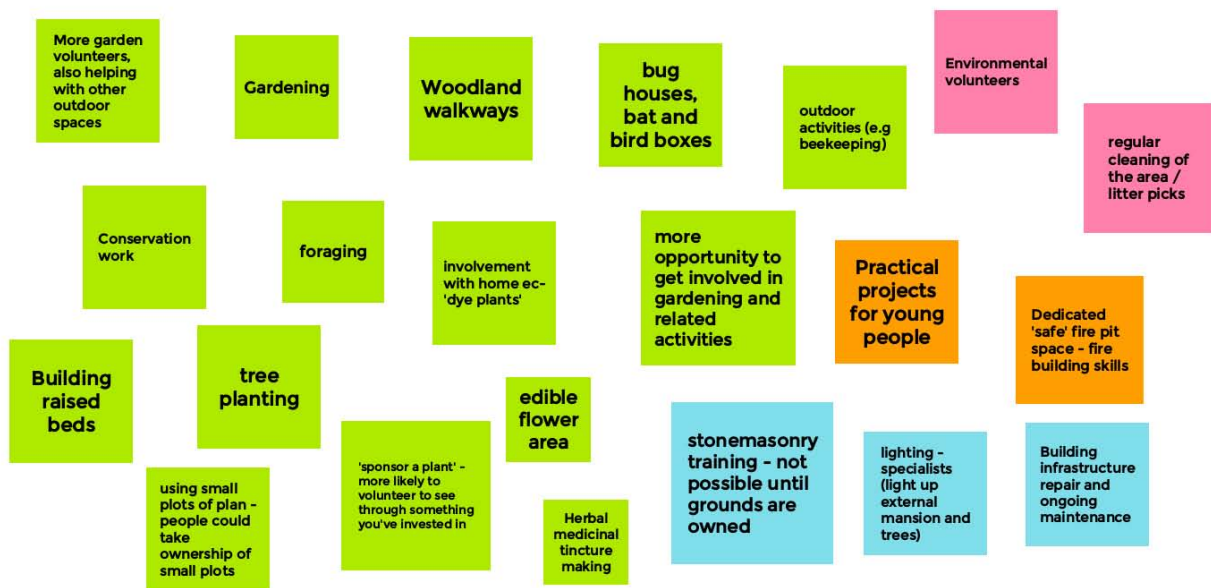 More garden
volunteers,
also helping
with other
outdoor
spaces
Gardening
Woodland
walkways
bug
houses,
bat and
bird boxes
outdoor
activities (e.g
beekeeping)
Environmental
volunteers
regular
cleaning of
the area /
litter picks
Conservation
work
foraging
involvement
with home ec-
'dye plants'
more
opportunity to
get involved in
gardening and
related
activities
Practical
projects
for young
people
Dedicated
'safe' fire pit
space - fire
building skills
Building
raised
beds
tree
planting
edible
flower
area
'sponsor a plant' -
more likely to
volunteer to see
through something
you've invested in
stonemasonry
training - not
possible until
grounds are
owned
lighting -
specialists
(light up
external
mansion and
trees)
Building
infrastructure
repair and
ongoing
maintenance
using small
plots of plan -
people could
take
ownership of
small plots
Herbal
medicinal
tincture
making